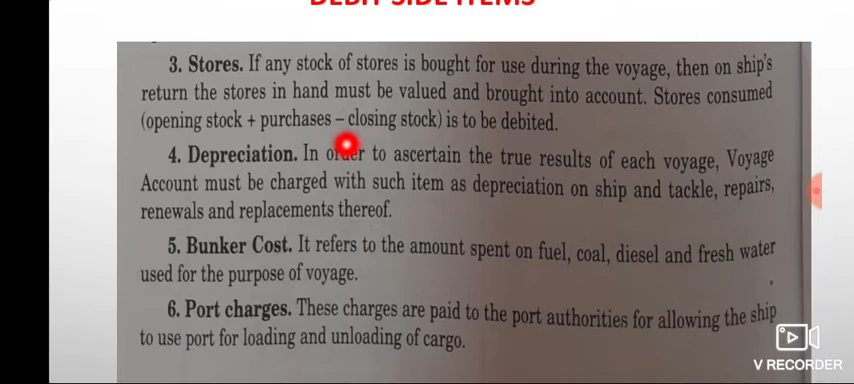 DEBIT SIDE ITEMS
3. Stores. If any stock of stores is bought for use during the voyage, then on ship's
return the stores in hand must be valued and brought into account. Stores consumed
(opening stock + purchases – closing stock) is to be debited.
4. Depreciation. In order to ascertain the true results of each voyage, Voyage
Account must be charged with such item as depreciation on ship and tackle, repairs,
renewals and replacements thereof.
5. Bunker Cost. It refers to the amount spent on fuel, coal, diesel and fresh water
used for the purpose of voyage.
6. Port charges. These charges are paid to the port authorities for allowing the ship
to use port for loading and unloading of cargo.
V RECORDER